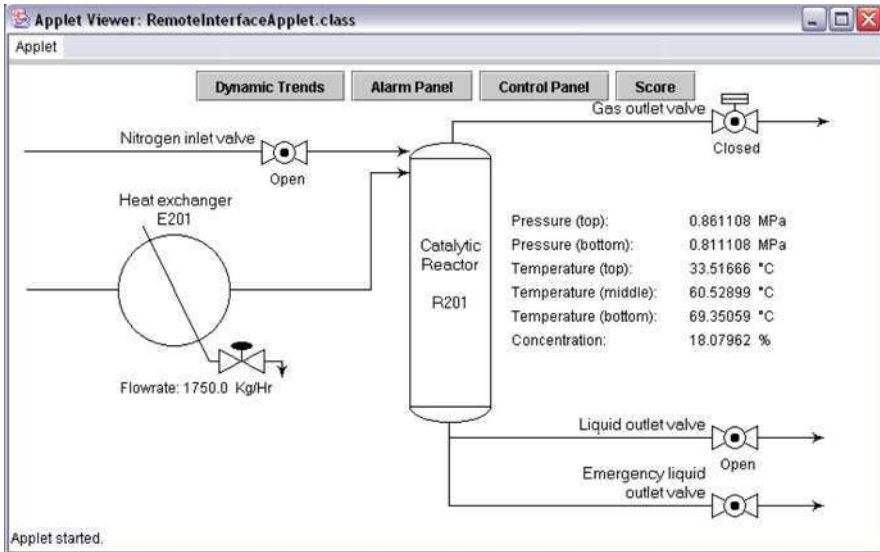 Applet Viewer: RemoteInterfaceApplet.class
Applet
Dynamic Trends
Alarm Panel
Control Panel
Score
Gas outlet valve
Closed
Nitrogen inlet valve
Open
Heat exchanger
E201
Flowrate: 1750.0 Kg/Hr
Catalytic
Reactor
R201
Pressure (top): 0.861108 MPa
Pressure (bottom): 0.811108 MPa
Temperature (top): 33.51666 °C
Temperature (middle): 60.52899 °C
Temperature (bottom): 69.35059 °C
Concentration: 18.07962 %
Liquid outlet valve
Open
Emergency liquid
outlet valve
Applet started.